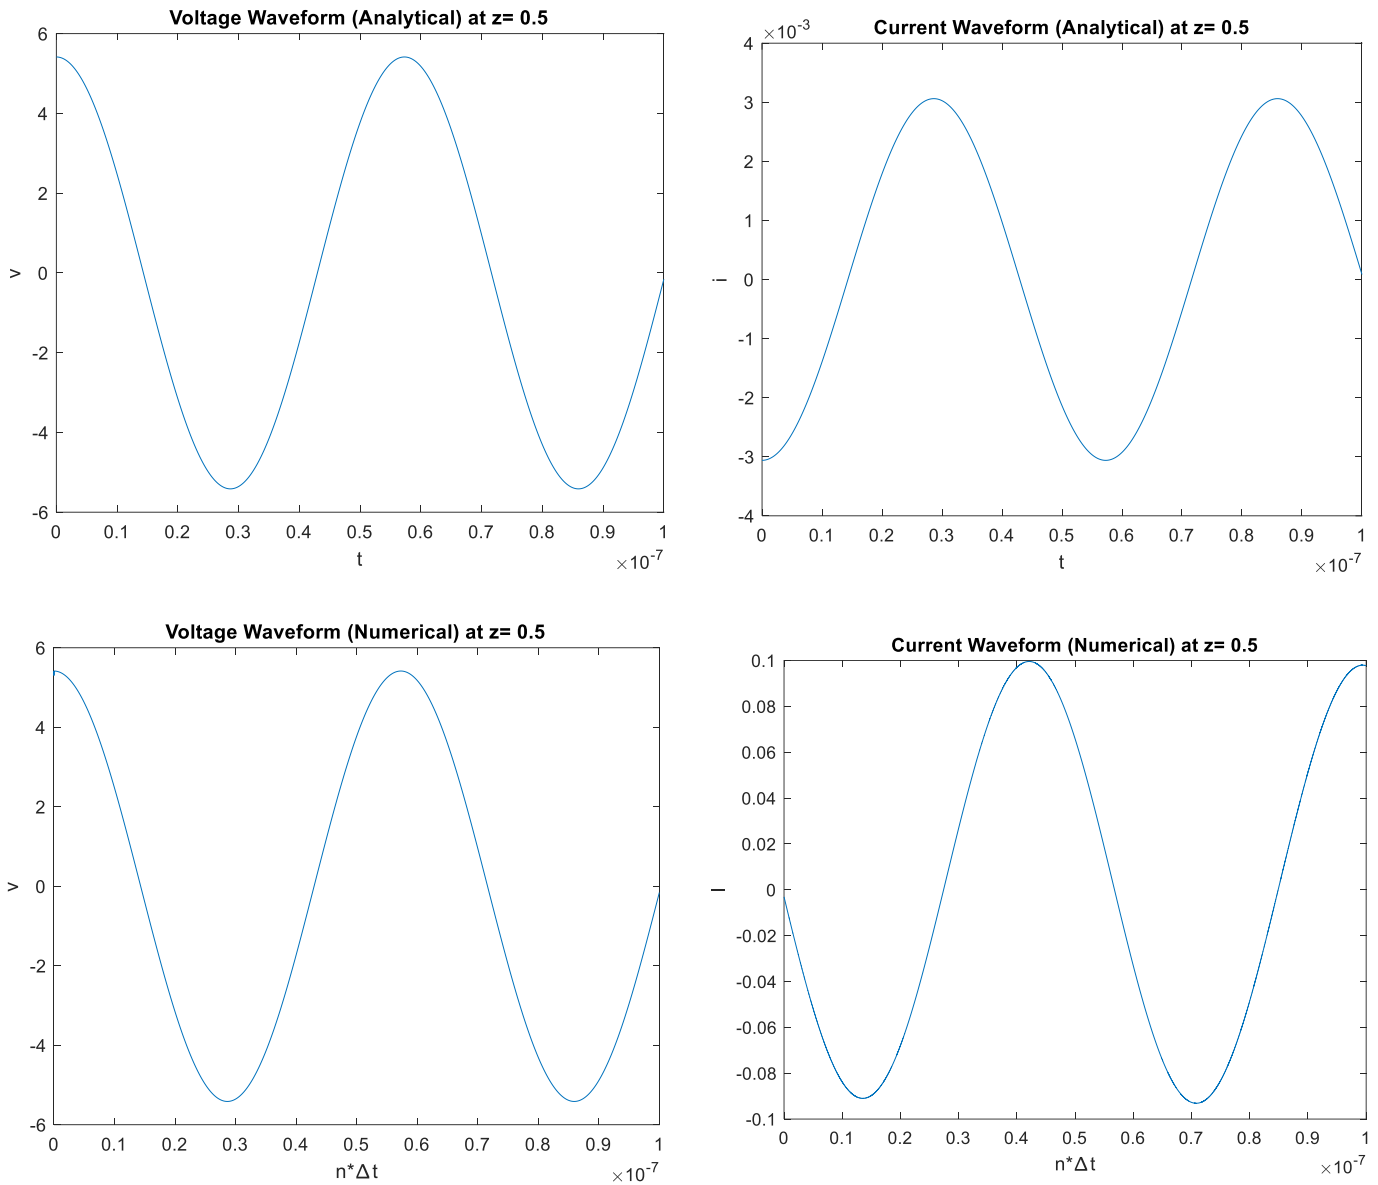 Voltage Waveform (Analytical) at z= 0.5
6
4
2
0
-2
-4
-6
v
0 0.1 0.2 0.3 0.4 0.5 0.6 0.7 0.8 0.9 1
t
×10-7
Current Waveform (Analytical) at z= 0.5
×10-3
4
3
2
1
0
-1
-2
-3
-4
i
0 0.1 0.2 0.3 0.4 0.5 0.6 0.7 0.8 0.9 1
t
×10-7
Voltage Waveform (Numerical) at z= 0.5
6
4
2
0
-2
-4
-6
v
0 0.1 0.2 0.3 0.4 0.5 0.6 0.7 0.8 0.9 1
n*Δt
×10-7
Current Waveform (Numerical) at z= 0.5
0.1
0.08
0.06
0.04
0.02
0
-0.02
-0.04
-0.06
-0.08
-0.1
I
0 0.1 0.2 0.3 0.4 0.5 0.6 0.7 0.8 0.9 1
n*Δt
×10-7